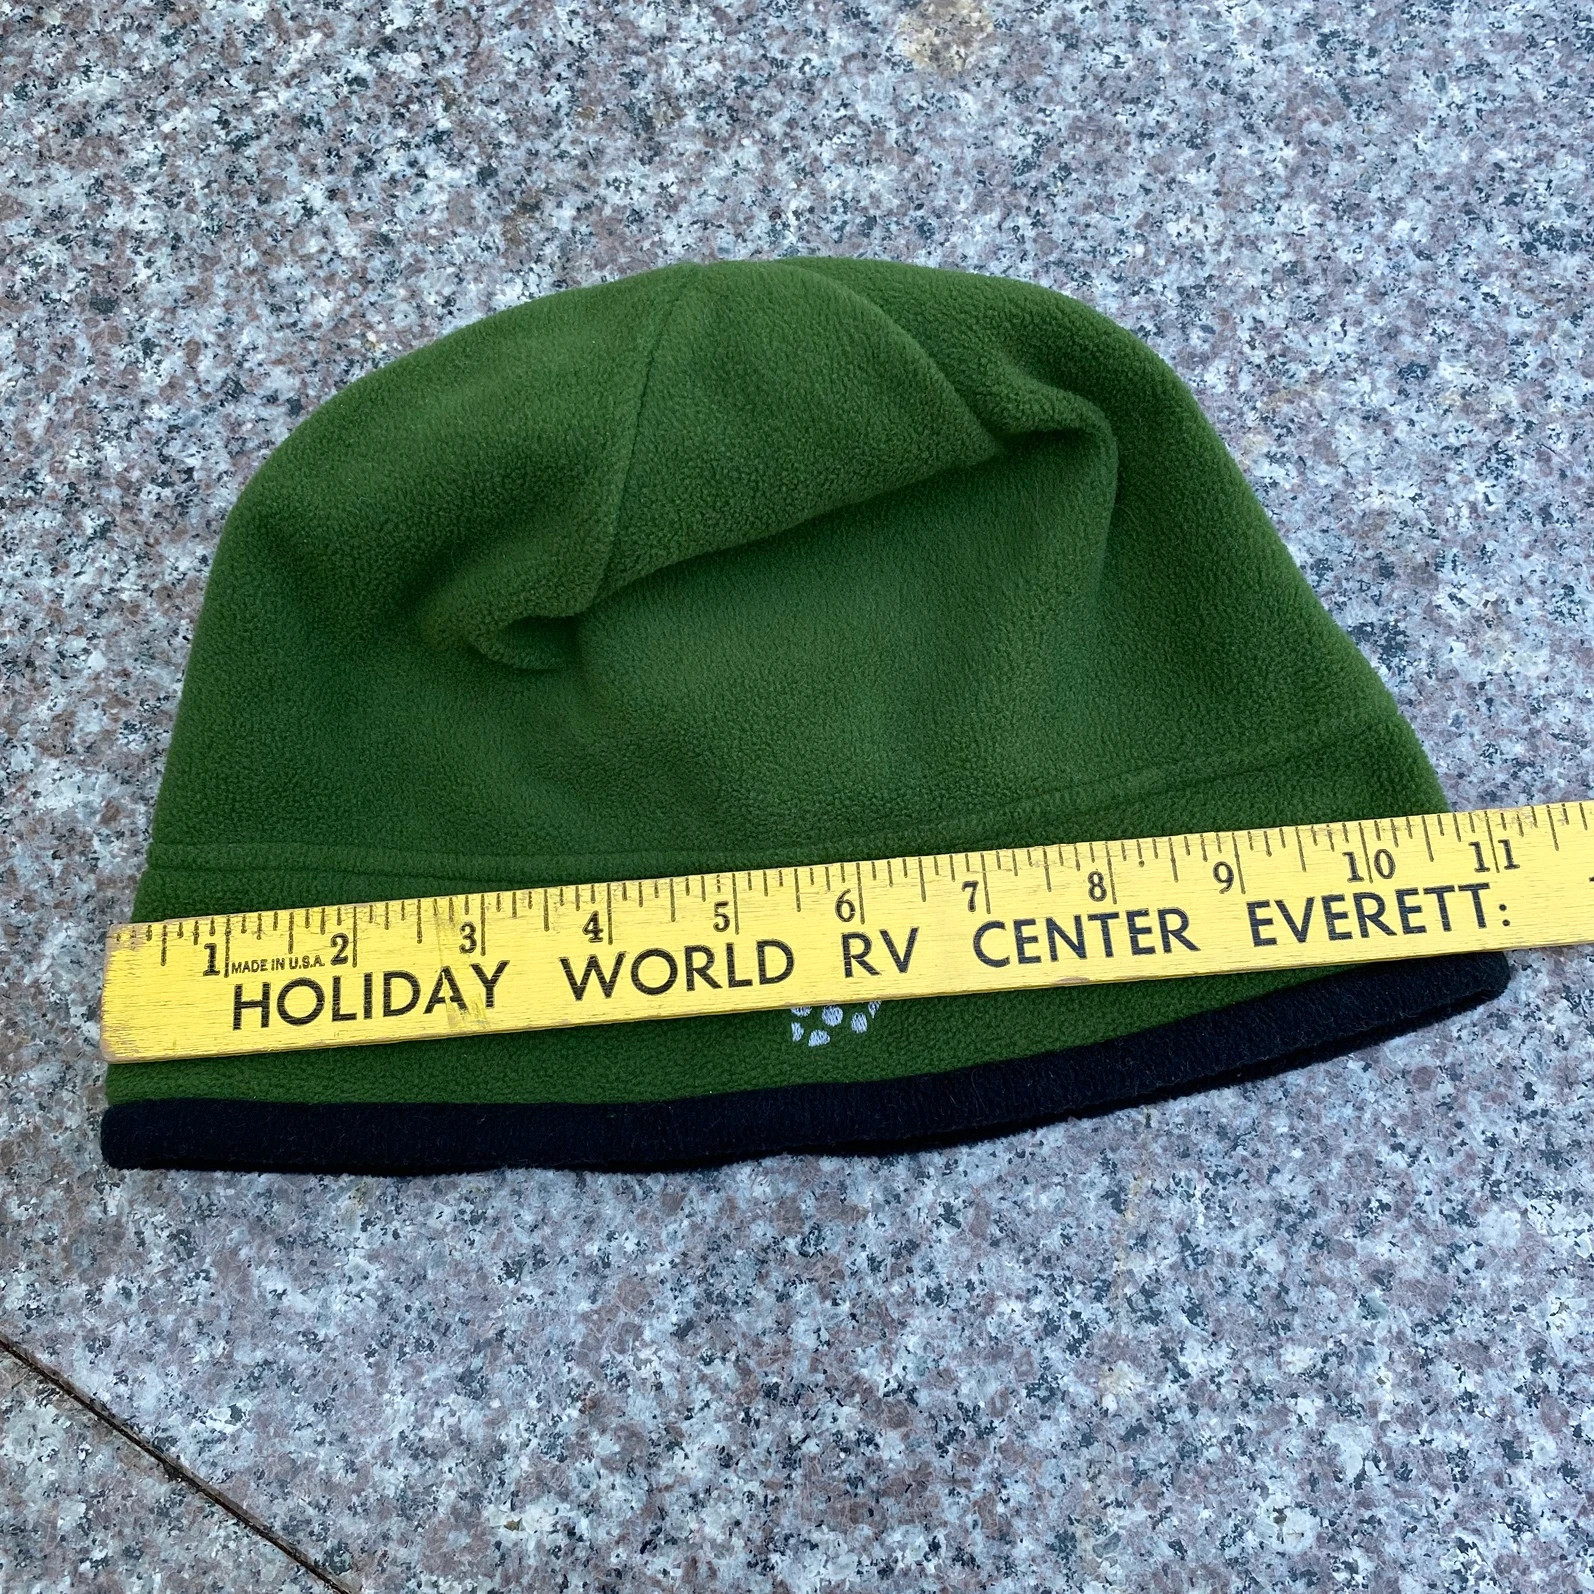 1 2 3 4 5 6 7 8 9 10 11
MADE IN U.S.A.
HOLIDAY WORLD RV CENTER EVERETT: